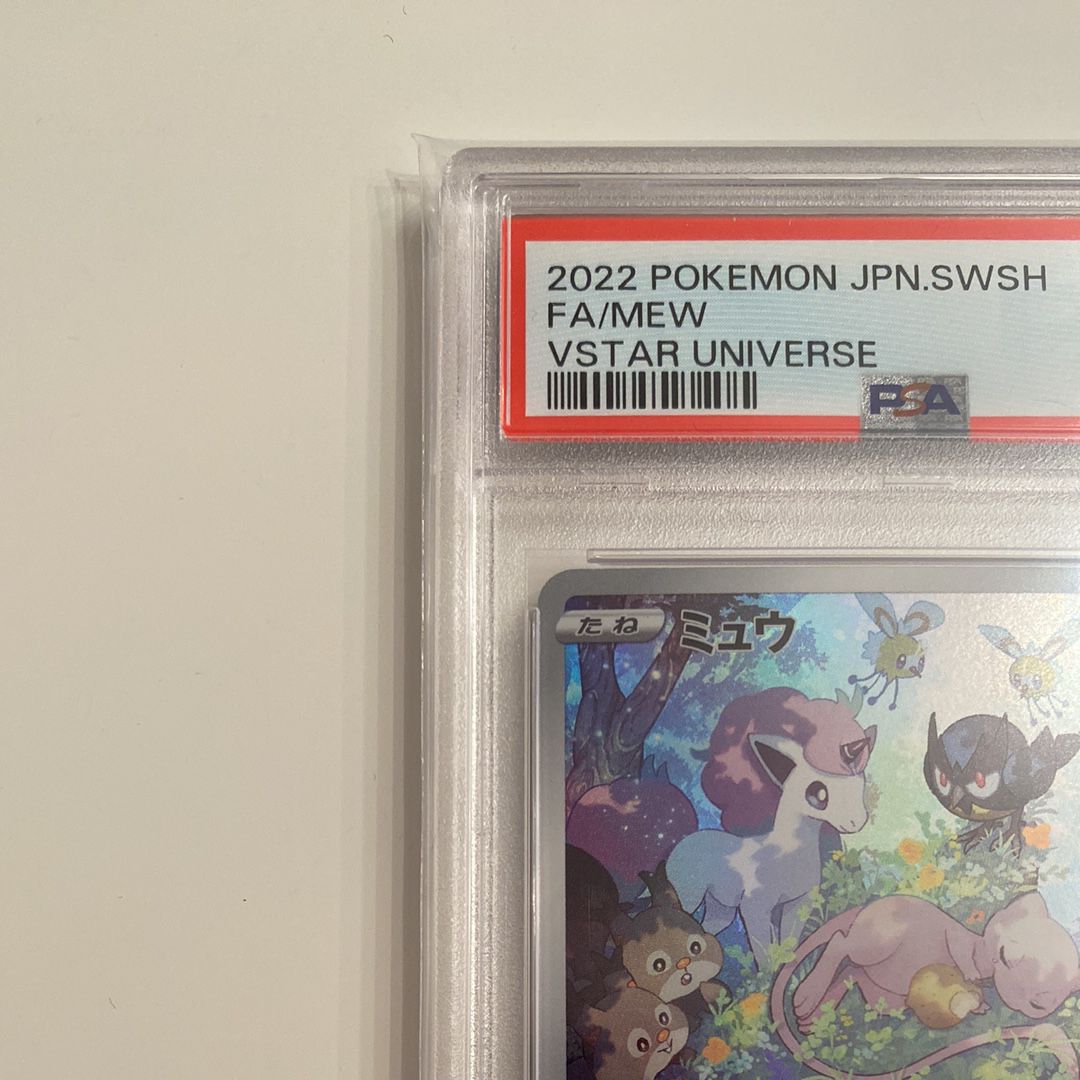 2022 POKEMON JPN.SWSH
FA/MEW
VSTAR UNIVERSE
PSA
たね ミュウ